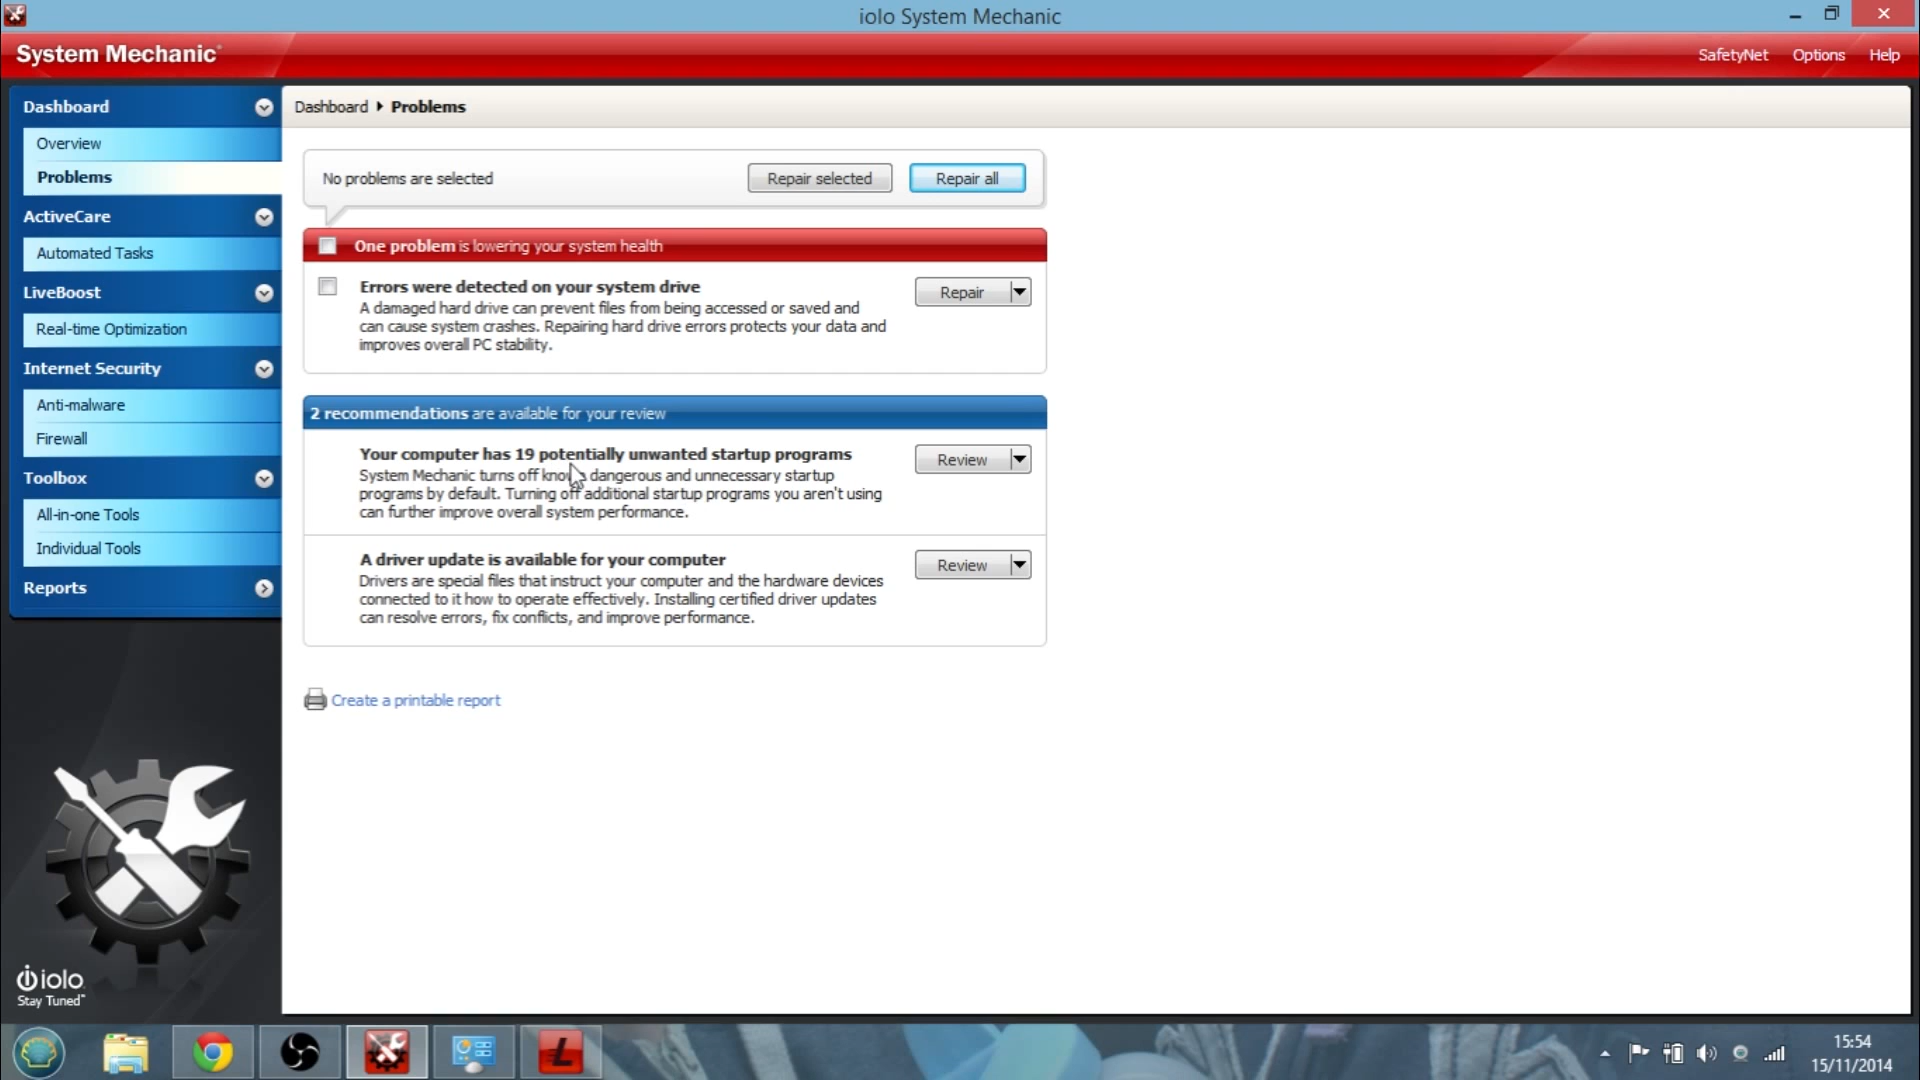 iolo System Mechanic
System Mechanic
SafetyNet Options Help
Dashboard
Overview
Problems
ActiveCare
Automated Tasks
LiveBoost
Real-time Optimization
Internet Security
Anti-malware
Firewall
Toolbox
All-in-one Tools
Individual Tools
Reports
iolo
Stay Tuned™
Dashboard Problems
No problems are selected
Repair selected
Repair all
One problem is lowering your system health
Errors were detected on your system drive
A damaged hard drive can prevent files from being accessed or saved and
can cause system crashes. Repairing hard drive errors protects your data and
improves overall PC stability.
Repair
2 recommendations are available for your review
Your computer has 19 potentially unwanted startup programs
System Mechanic turns off known dangerous and unnecessary startup
programs by default. Turning off additional startup programs you aren't using
can further improve overall system performance.
Review
A driver update is available for your computer
Drivers are special files that instruct your computer and the hardware devices
connected to it how to operate effectively. Installing certified driver updates
can resolve errors, fix conflicts, and improve performance.
Review
Create a printable report
L
15:54
15/11/2014